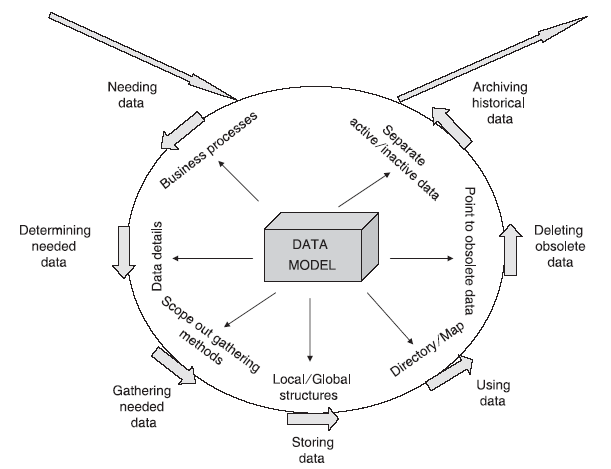 Needing
data
Archiving
historical
data
Business processes
Separate
active/inactive data
Determining
needed
data
Data details
DATA
MODEL
Point to obsolete data
Deleting
obsolete
data
Scope out gathering
methods
Local/Global
structures
Directory/Map
Gathering
needed
data
Using
data
Storing
data